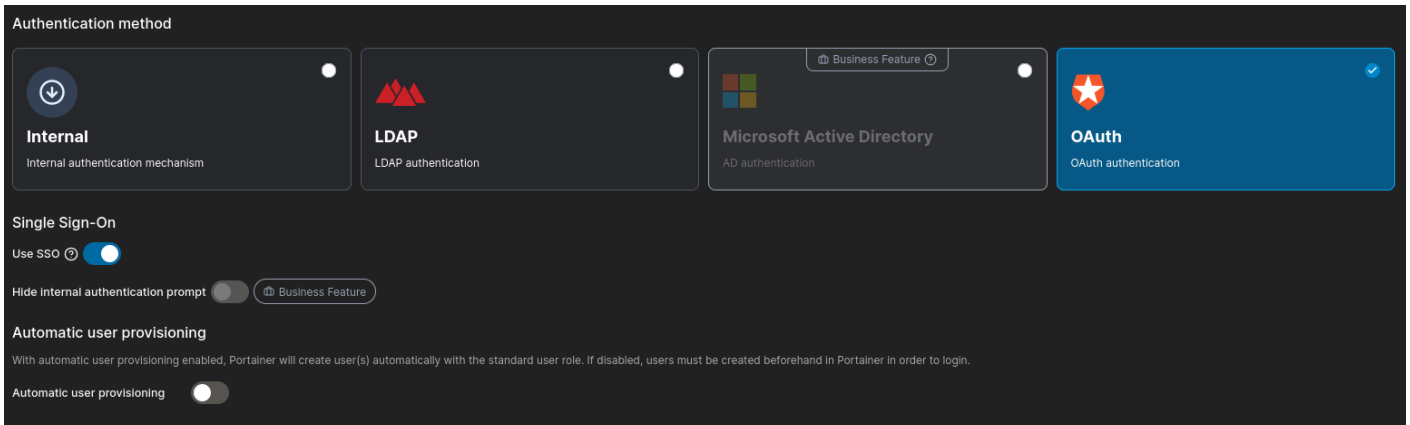 Authentication method
Business Feature
Internal
LDAP
Microsoft Active Directory
OAuth
Internal authentication mechanism
LDAP authentication
AD authentication
OAuth authentication
Single Sign-On
Use SSO
Hide internal authentication prompt
Business Feature
Automatic user provisioning
With automatic user provisioning enabled, Portainer will create user(s) automatically with the standard user role. If disabled, users must be created beforehand in Portainer in order to login.
Automatic user provisioning